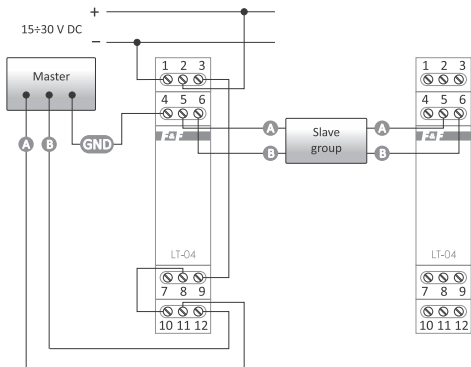 +
15÷30 V DC
−
Master
A B GND
1 2 3
4 5 6
F&F
LT-04
7 8 9
10 11 12
A
B
Slave
group
A
B
1 2 3
4 5 6
F&F
LT-04
7 8 9
10 11 12